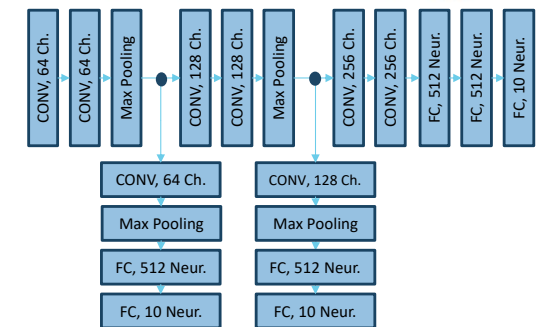 CONV, 64 Ch.
CONV, 64 Ch.
Max Pooling
CONV, 128 Ch.
CONV, 128 Ch.
Max Pooling
CONV, 256 Ch.
CONV, 256 Ch.
FC, 512 Neur.
FC, 512 Neur.
FC, 10 Neur.
CONV, 64 Ch.
Max Pooling
FC, 512 Neur.
FC, 10 Neur.
CONV, 128 Ch.
Max Pooling
FC, 512 Neur.
FC, 10 Neur.